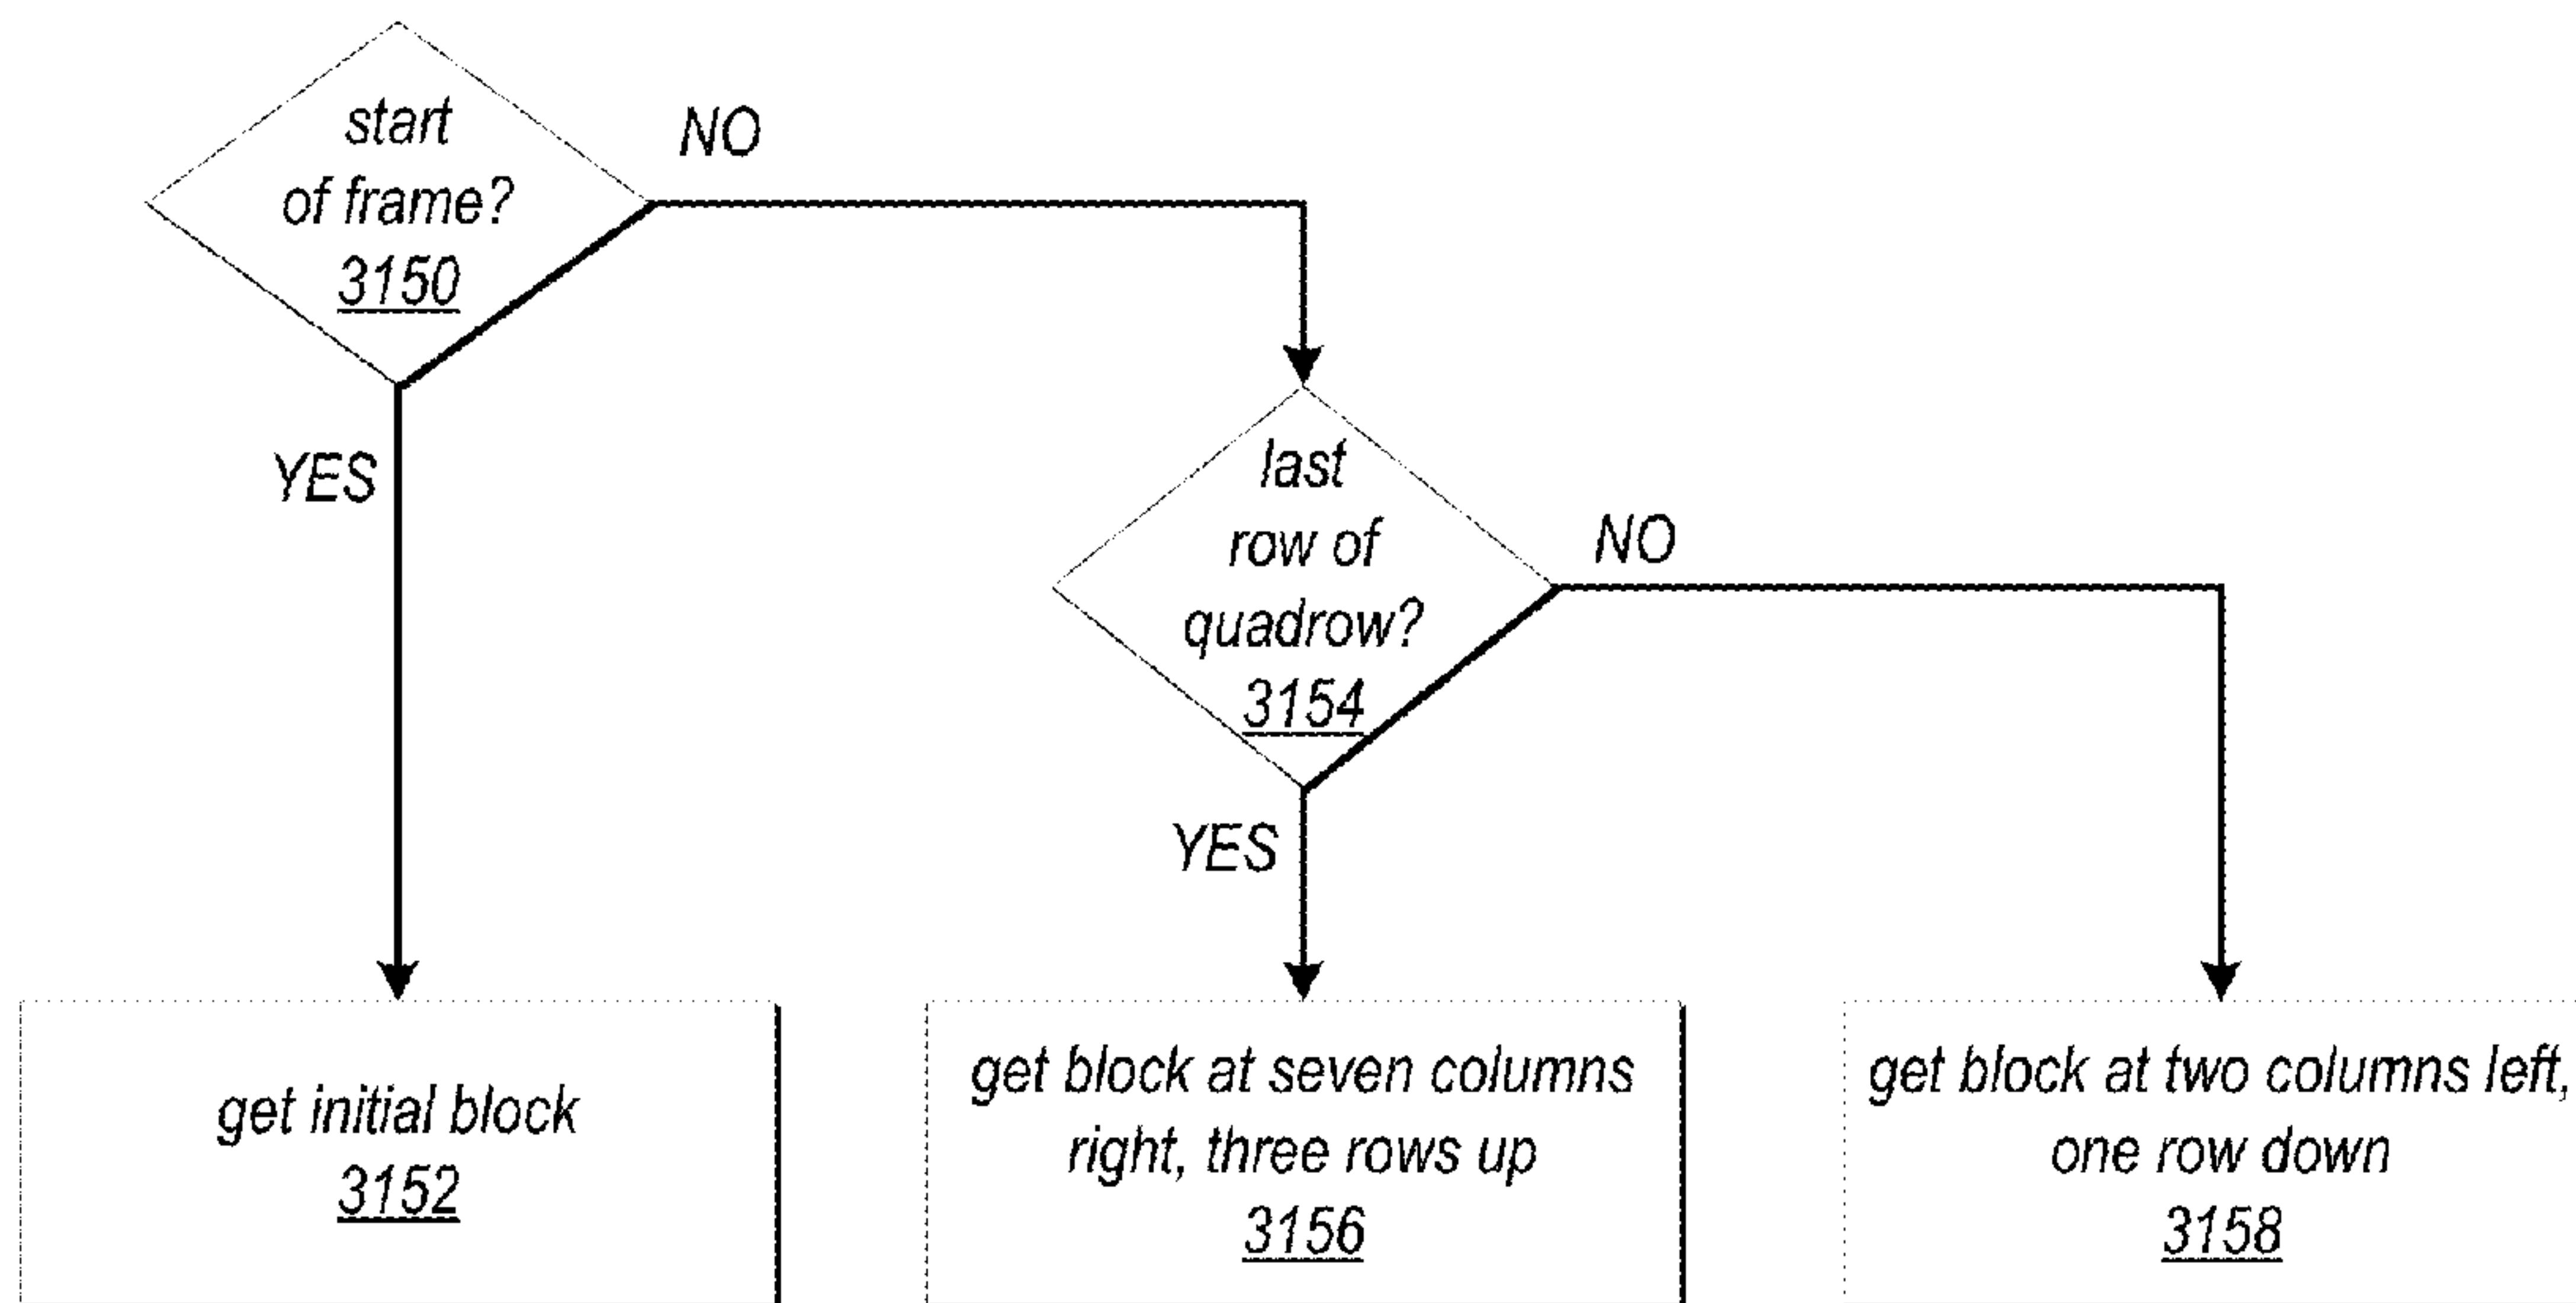 start
of frame?
3150
NO
YES
last
row of
quadrow?
3154
NO
YES
get initial block
3152
get block at seven columns
right, three rows up
3156
get block at two columns left,
one row down
3158